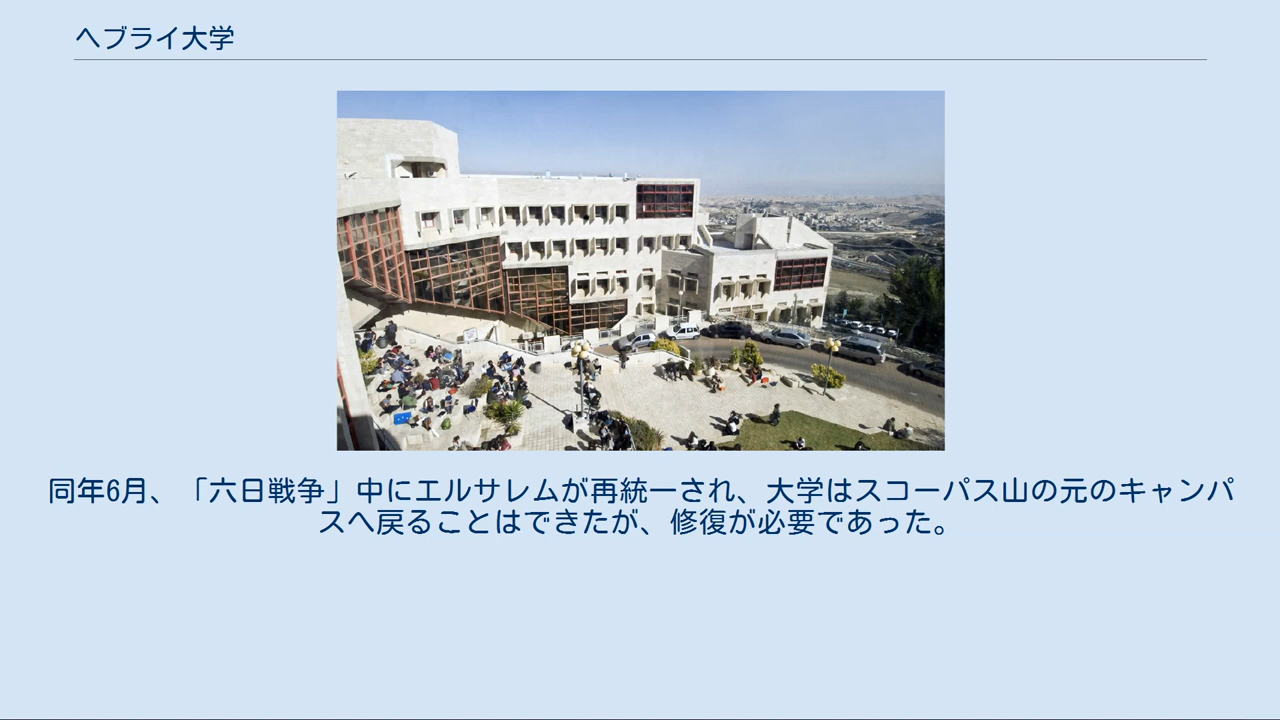 ヘブライ大学
同年6月、「六日戦争」中にエルサレムが再統一され、大学はスコーパス山の元のキャンパ
スへ戻ることはできたが、修復が必要であった。